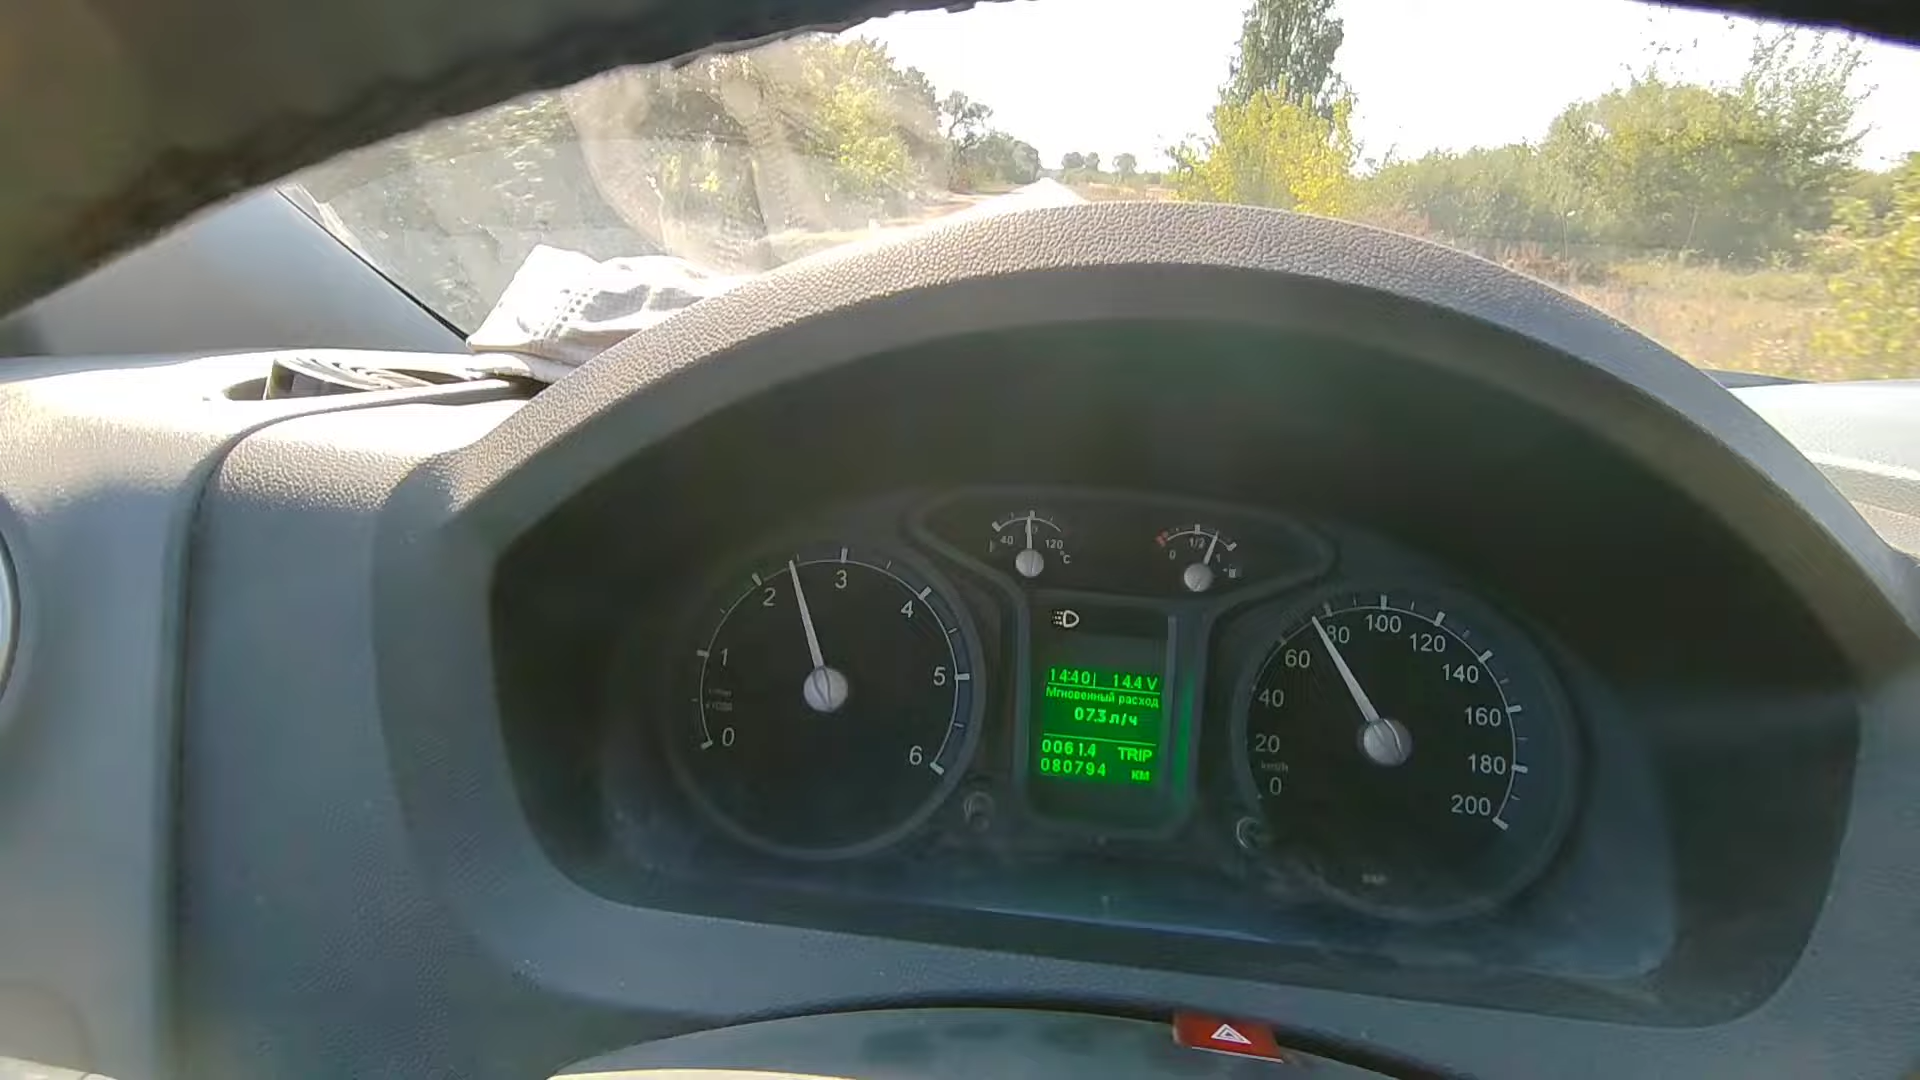 40 80 120 °C
0 1/2 1
0 1 2 3 4 5 6
14:40| 14.4 V
Мгновенный расход
07.3 л/ч
0061.4 TRIP
080794 км
0 20 40 60 80 100 120 140 160 180 200
km/h